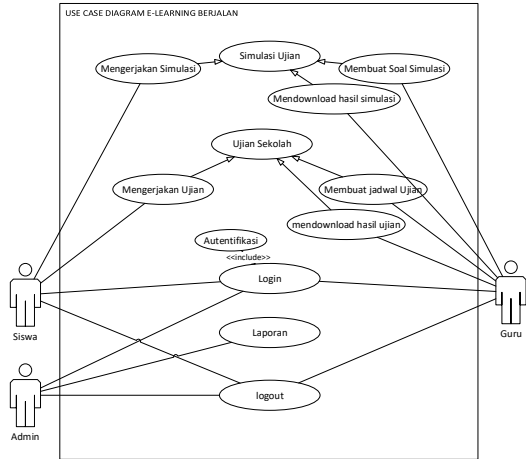 USE CASE DIAGRAM E-LEARNING BERJALAN
Simulasi Ujian
Mengerjakan Simulasi
Membuat Soal Simulasi
Mendownload hasil simulasi
Ujian Sekolah
Mengerjakan Ujian
Membuat jadwal Ujian
mendownload hasil ujian
Autentifikasi
<<include>>
Login
Siswa
Guru
Laporan
logout
Admin